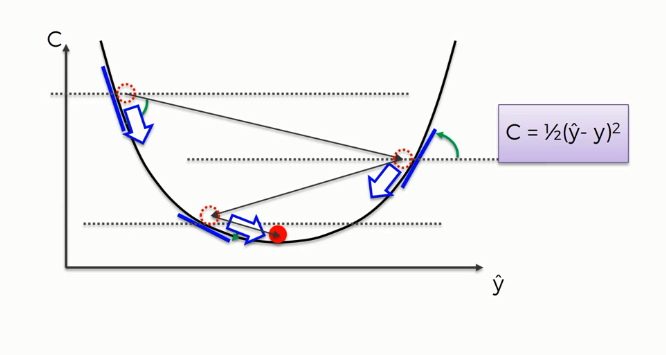 C
C = ½(ŷ- y)²
ŷ